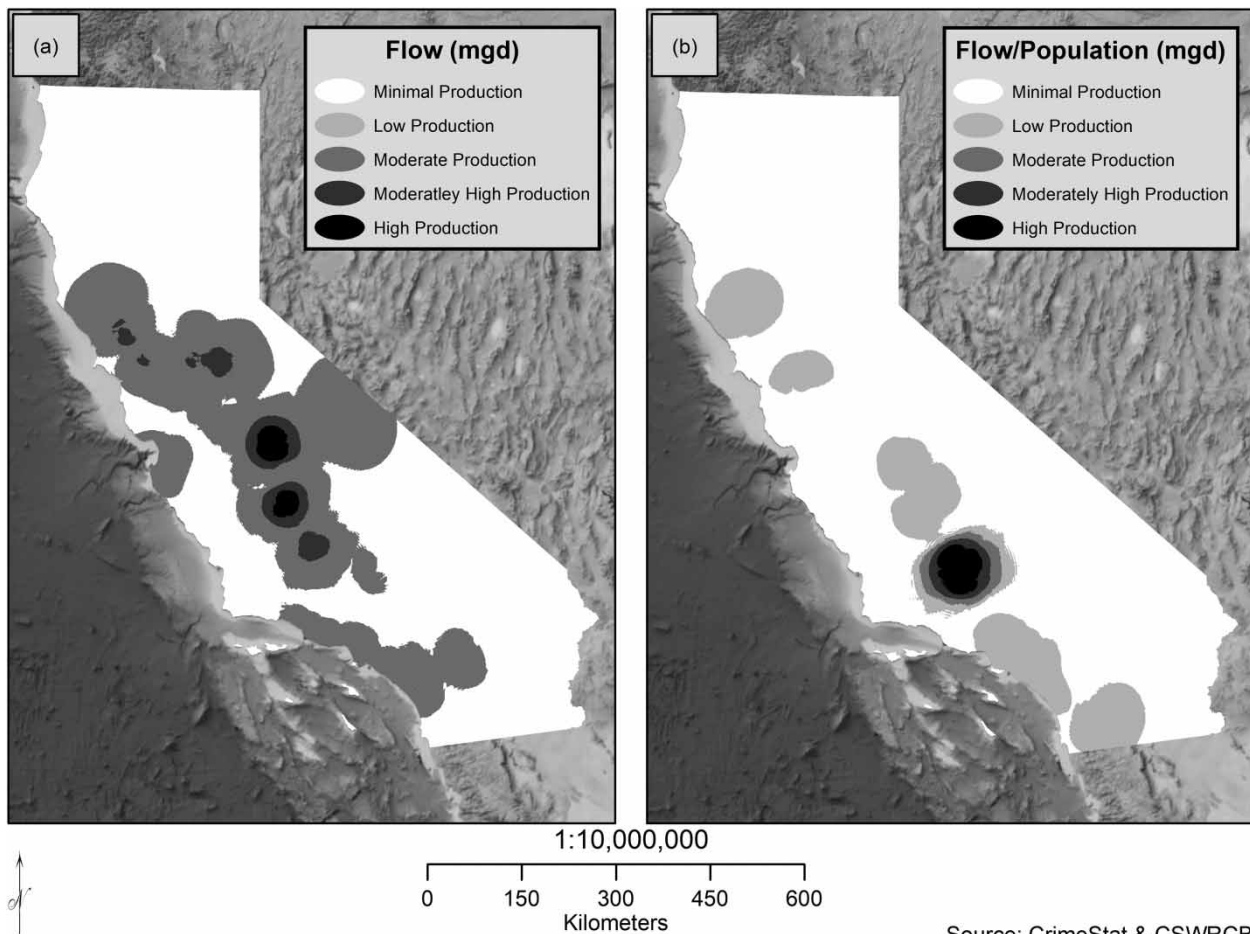 (a)
Flow (mgd)
Minimal Production
Low Production
Moderate Production
Moderatley High Production
High Production
(b)
Flow/Population (mgd)
Minimal Production
Low Production
Moderate Production
Moderately High Production
High Production
1:10,000,000
0 150 300 450 600
Kilometers
N
Source: CrimeStat & CSWRCB